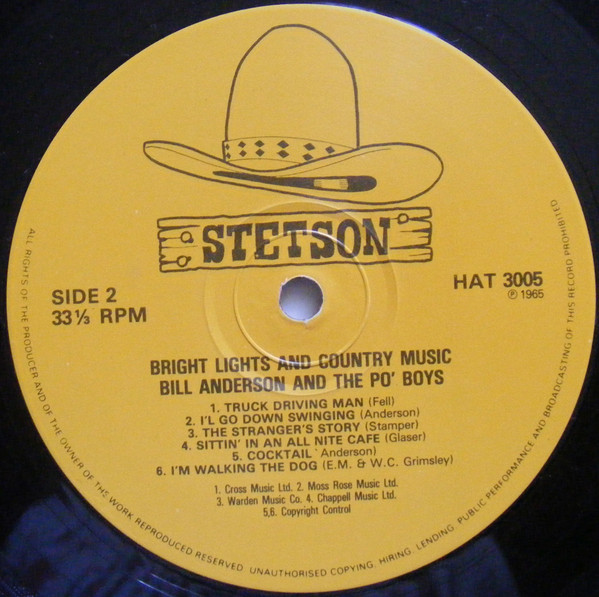 STETSON
SIDE 2
33⅓ RPM
HAT 3005
℗ 1965
BRIGHT LIGHTS AND COUNTRY MUSIC
BILL ANDERSON AND THE PO' BOYS
1. TRUCK DRIVING MAN (Fell)
2. I'L GO DOWN SWINGING (Anderson)
3. THE STRANGER'S STORY (Stamper)
4. SITTIN' IN AN ALL NITE CAFE (Glaser)
5. COCKTAIL Anderson)
6. I'M WALKING THE DOG (E.M. & W.C. Grimsley)
1. Cross Music Ltd. 2. Moss Rose Music Ltd.
3. Warden Music Co. 4. Chappell Music Ltd.
5,6. Copyright Control
ALL RIGHTS OF THE PRODUCER AND OF THE OWNER OF THE WORK REPRODUCED RESERVED. UNAUTHORISED COPYING, HIRING, LENDING, PUBLIC PERFORMANCE AND BROADCASTING OF THIS RECORD PROHIBITED